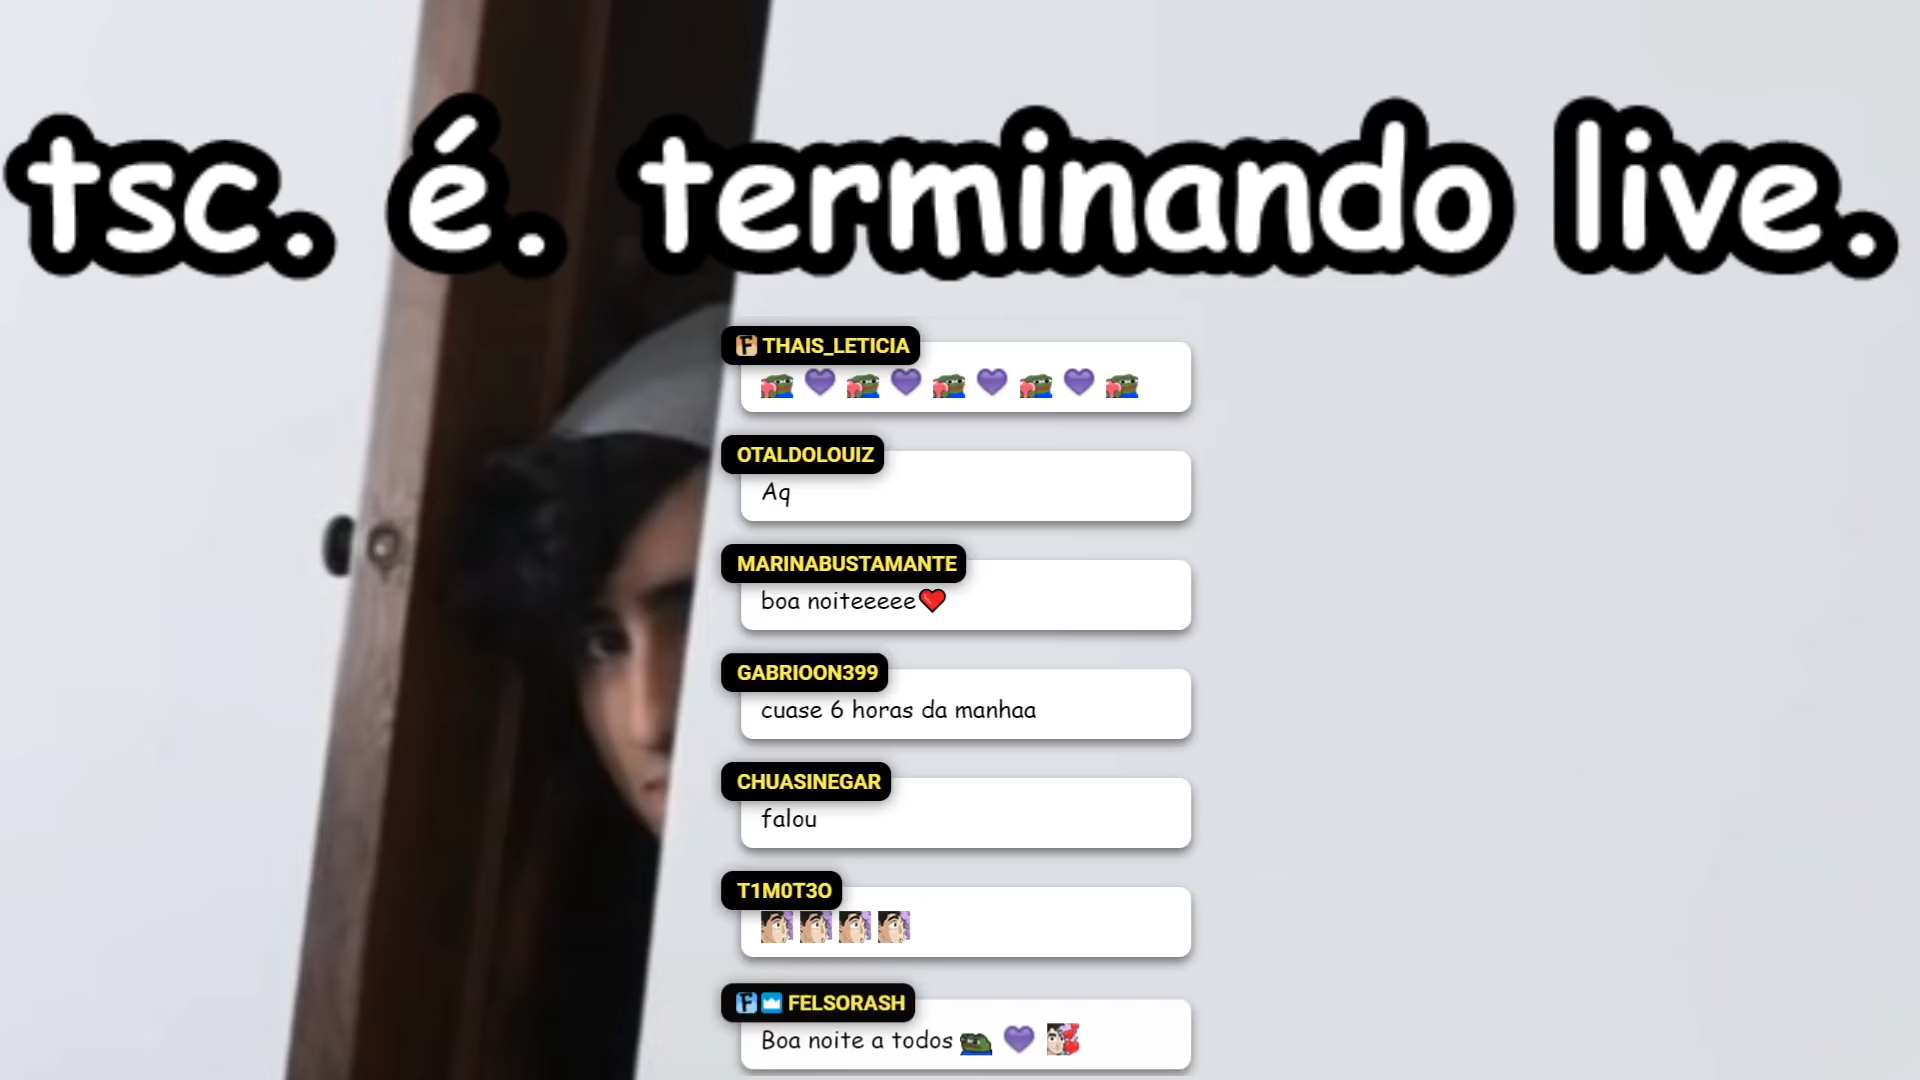 tsc. é. terminando live.
F THAIS_LETICIA
OTALDOLOUIZ
Aq
MARINABUSTAMANTE
boa noiteeeee
GABRIOON399
cuase 6 horas da manhaa
CHUASINEGAR
falou
T1M0T3O
F FELSORASH
Boa noite a todos